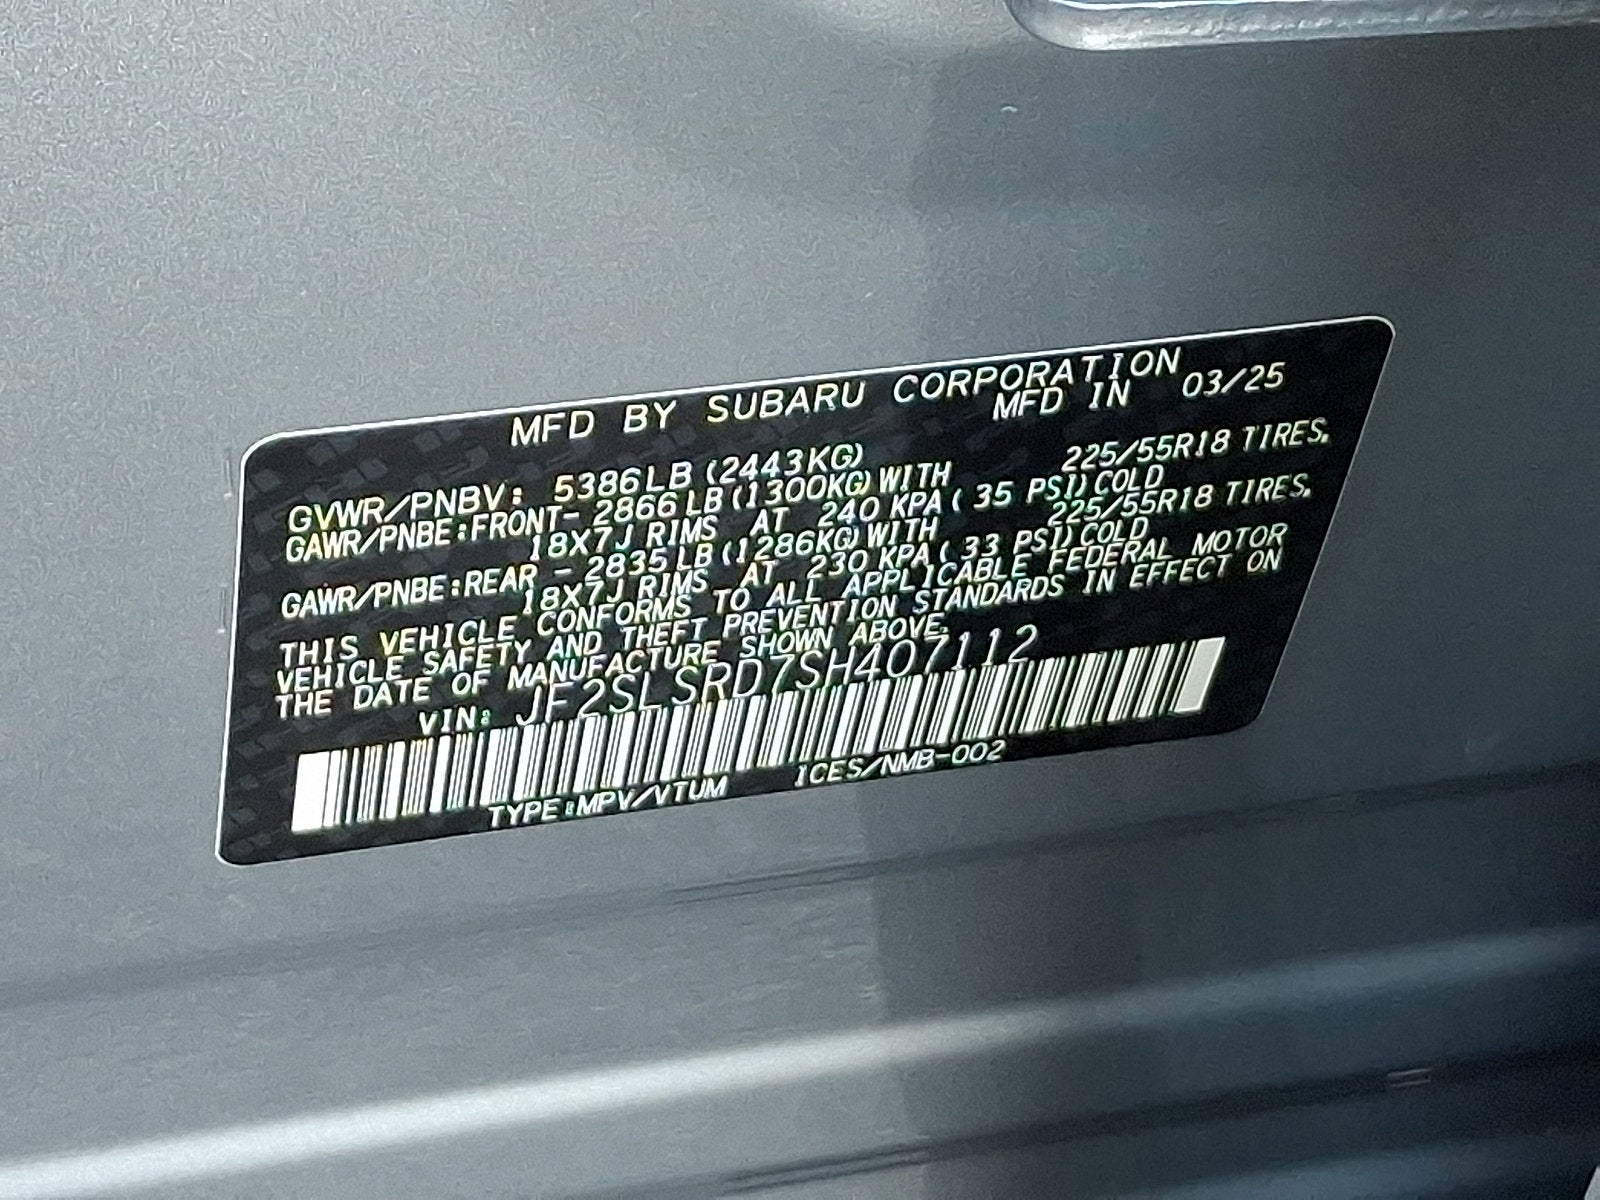 MFD BY SUBARU CORPORATION
MFD IN 03/25
GVWR/PNBV: 5386LB (2443KG)
GAWR/PNBE:FRONT- 2866LB(1300KG)WITH 225/55R18 TIRES.
18X7J RIMS AT 240 KPA( 35 PSI)COLD
GAWR/PNBE:REAR - 2835LB(1286KG)WITH 225/55R18 TIRES.
18X7J RIMS AT 230 KPA( 33 PSI)COLD
THIS VEHICLE CONFORMS TO ALL APPLICABLE FEDERAL MOTOR
VEHICLE SAFETY AND THEFT PREVENTION STANDARDS IN EFFECT ON
THE DATE OF MANUFACTURE SHOWN ABOVE.
VIN: JF2SLSRD7SH407112
TYPE:MPV/VTUM ICES/NMB-002